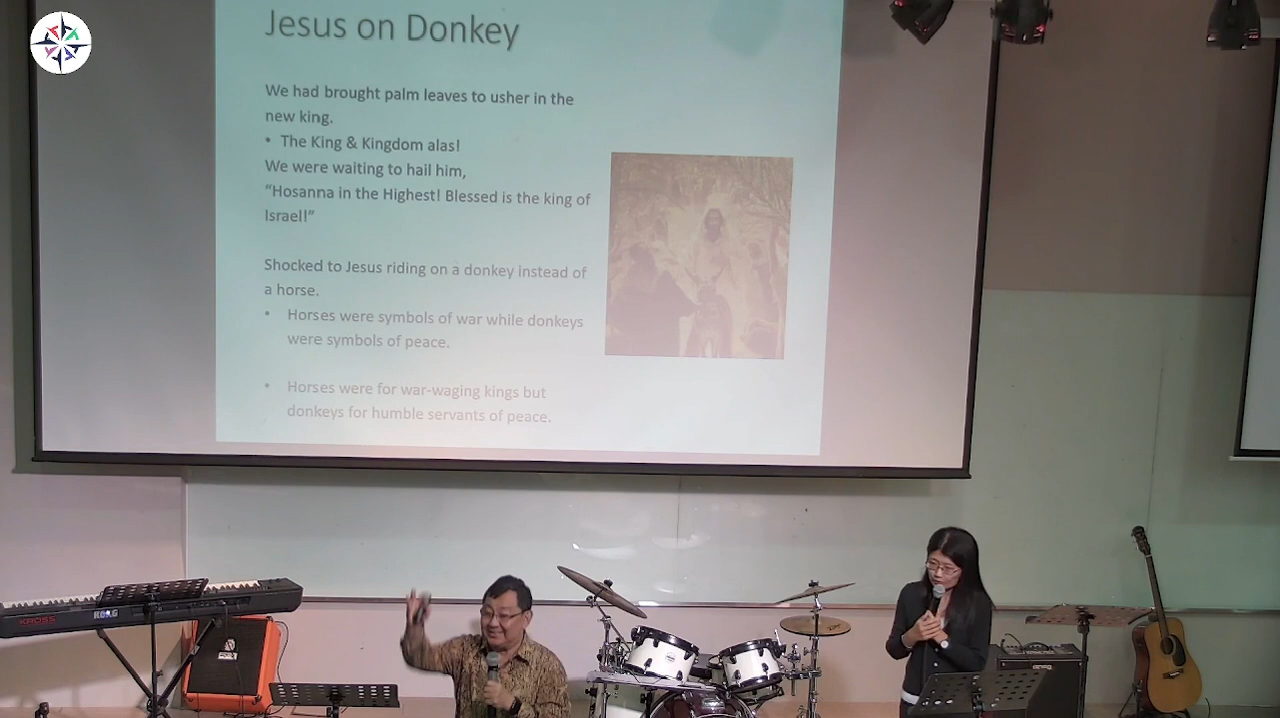 Jesus on Donkey
We had brought palm leaves to usher in the
new king.
• The King & Kingdom alas!
We were waiting to hail him,
“Hosanna in the Highest! Blessed is the king of
Israel!”
Shocked to Jesus riding on a donkey instead of
a horse.
• Horses were symbols of war while donkeys
were symbols of peace.
• Horses were for war-waging kings but
donkeys for humble servants of peace.
KORG
KROSS